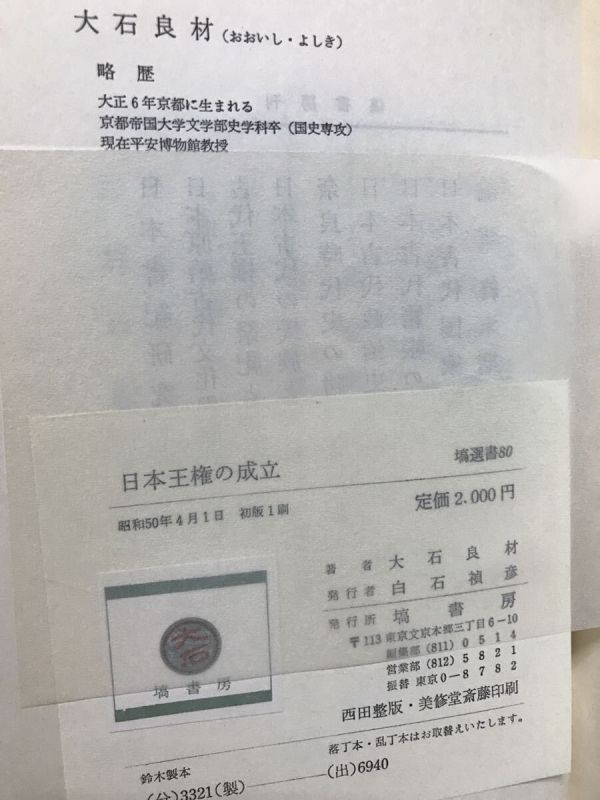 大石良材(おおいし・よしき)
略歴
大正6年京都に生まれる
京都帝国大学文学部史学科卒（国史専攻）
現在平安博物館教授
日本王権の成立
塙選書80
昭和50年4月1日　初版1刷
定価2.000円
著者　大石良材
発行者　白石禎彦
発行所　塙書房
〒113 東京文京本郷三丁目6-10
編集部(811) 0514
営業部(812) 5821
振替 東京0-8782
塙書房
西田整版・美修堂斎藤印刷
鈴木製本
落丁本・乱丁本はお取替えいたします。
(分)3321(製)――(出)6940